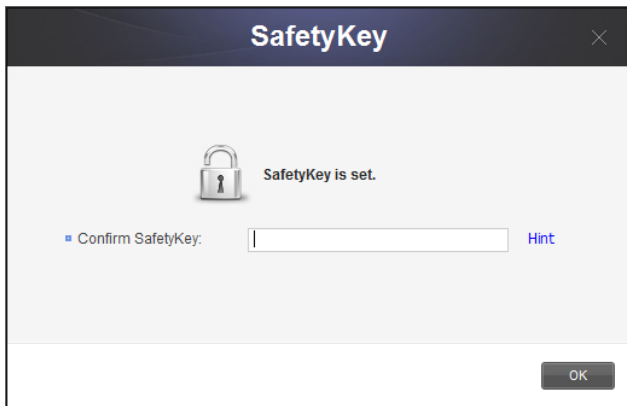 SafetyKey
SafetyKey is set.
Confirm SafetyKey:
Hint
OK